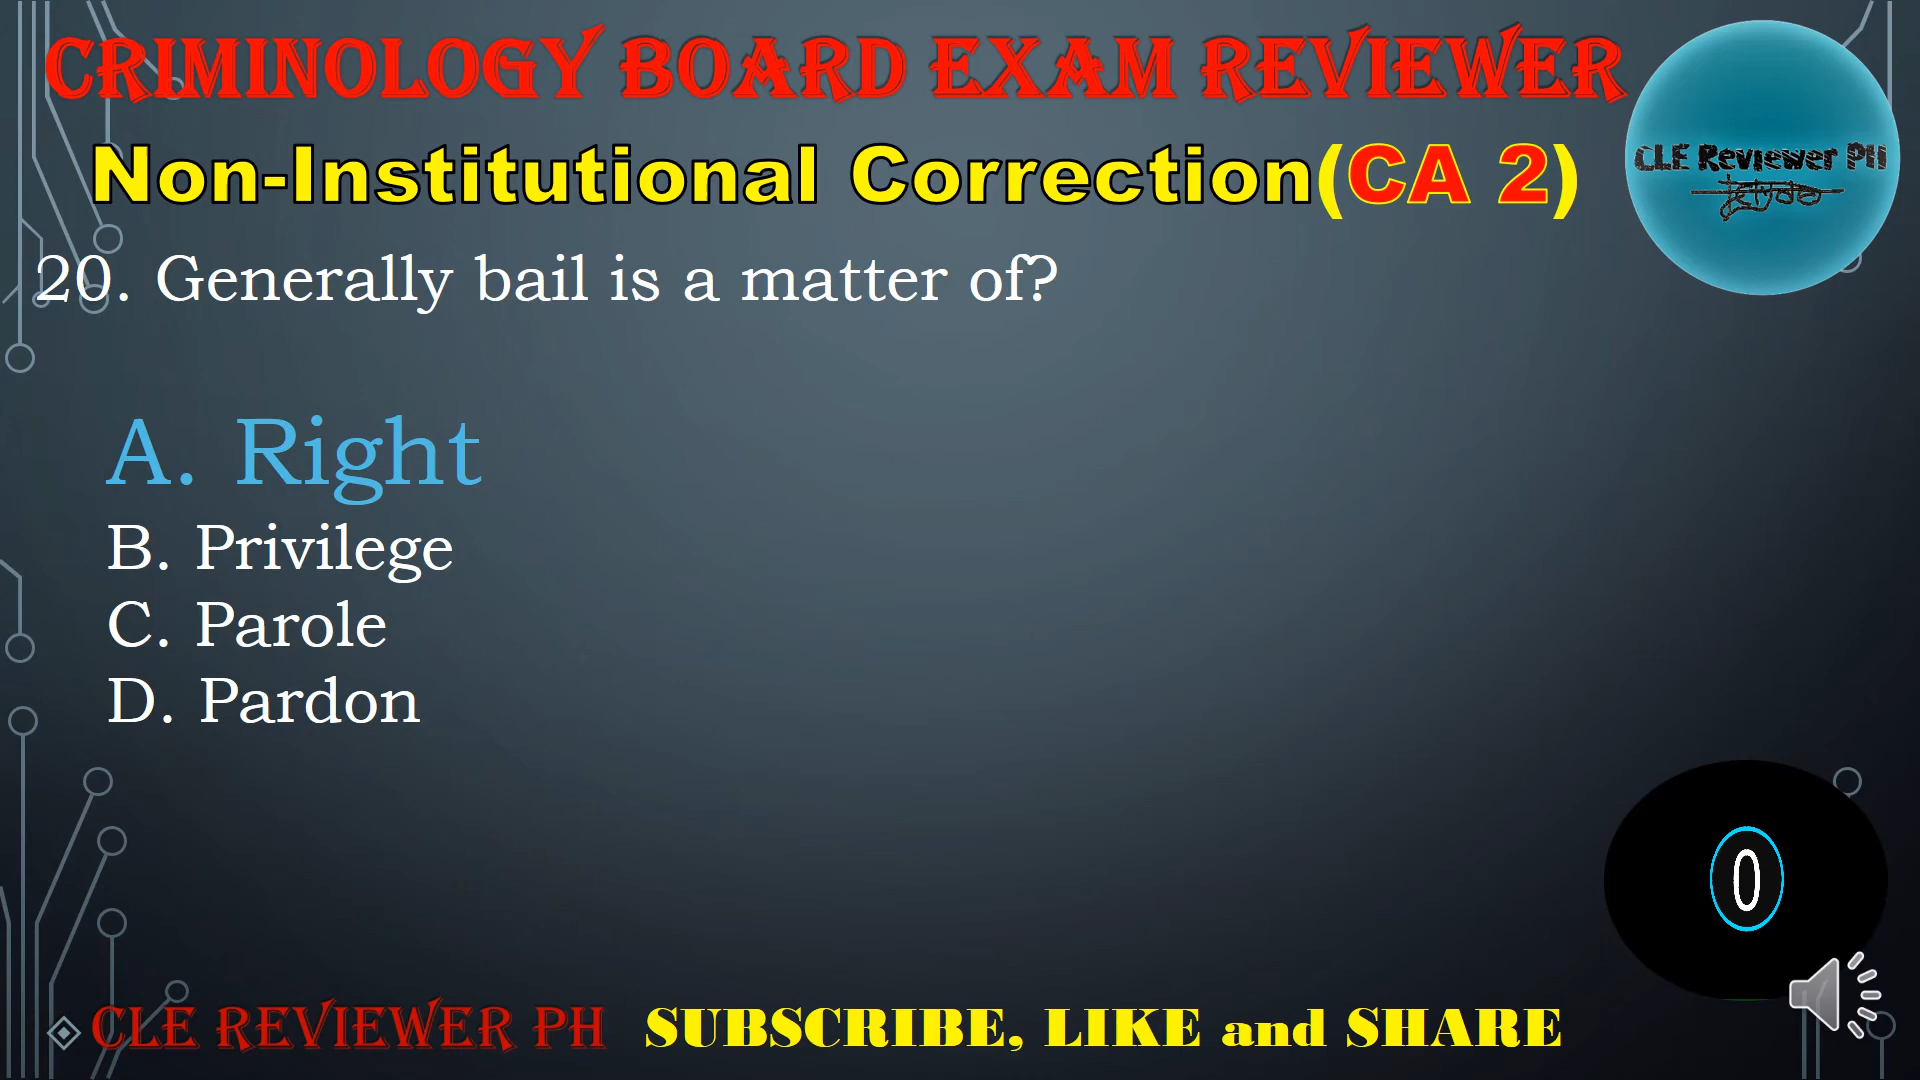 CRIMINOLOGY BOARD EXAM REVIEWER
Non-Institutional Correction(CA 2)
CLE Reviewer PH
20. Generally bail is a matter of?
A. Right
B. Privilege
C. Parole
D. Pardon
0
CLE REVIEWER PH SUBSCRIBE, LIKE and SHARE